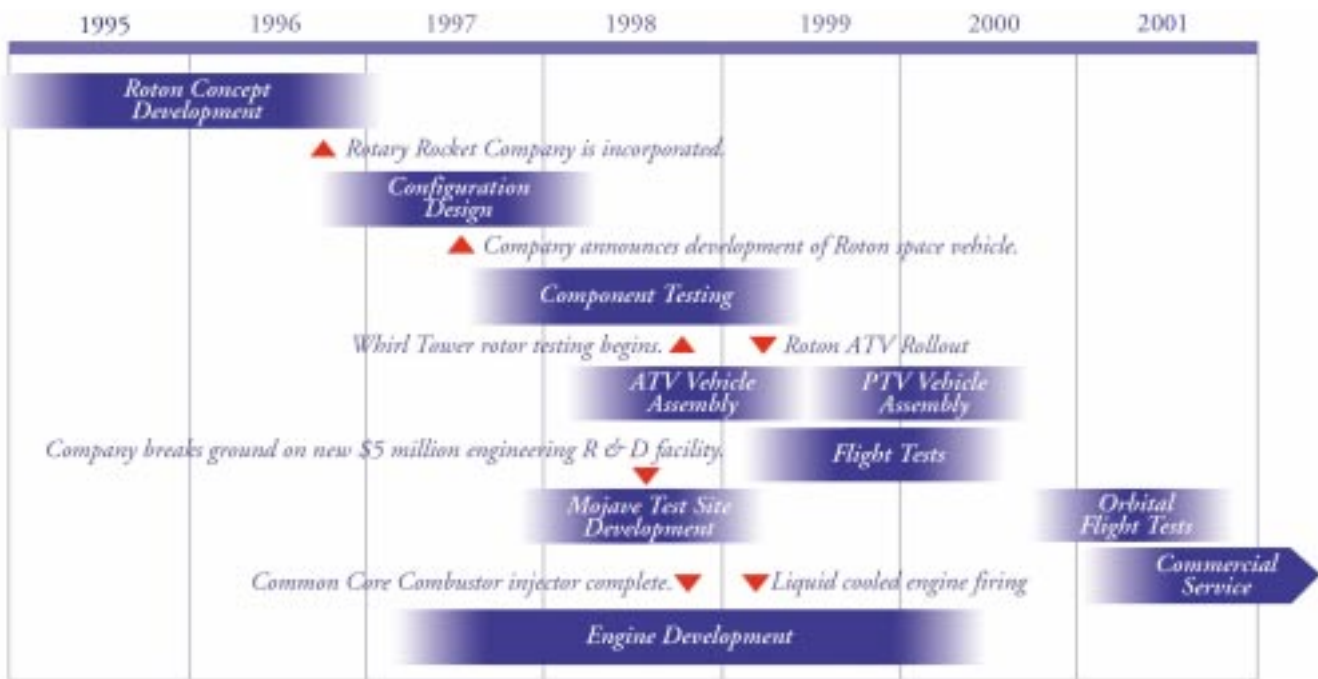 1995 1996 1997 1998 1999 2000 2001
Roton Concept
Development
Rotary Rocket Company is incorporated.
Configuration
Design
Company announces development of Roton space vehicle.
Component Testing
Whirl Tower rotor testing begins. Roton ATV Rollout
ATV Vehicle
Assembly
PTV Vehicle
Assembly
Company breaks ground on new $5 million engineering R & D facility.
Flight Tests
Mojave Test Site
Development
Orbital
Flight Tests
Commercial
Service
Common Core Combustor injector complete. Liquid cooled engine firing
Engine Development